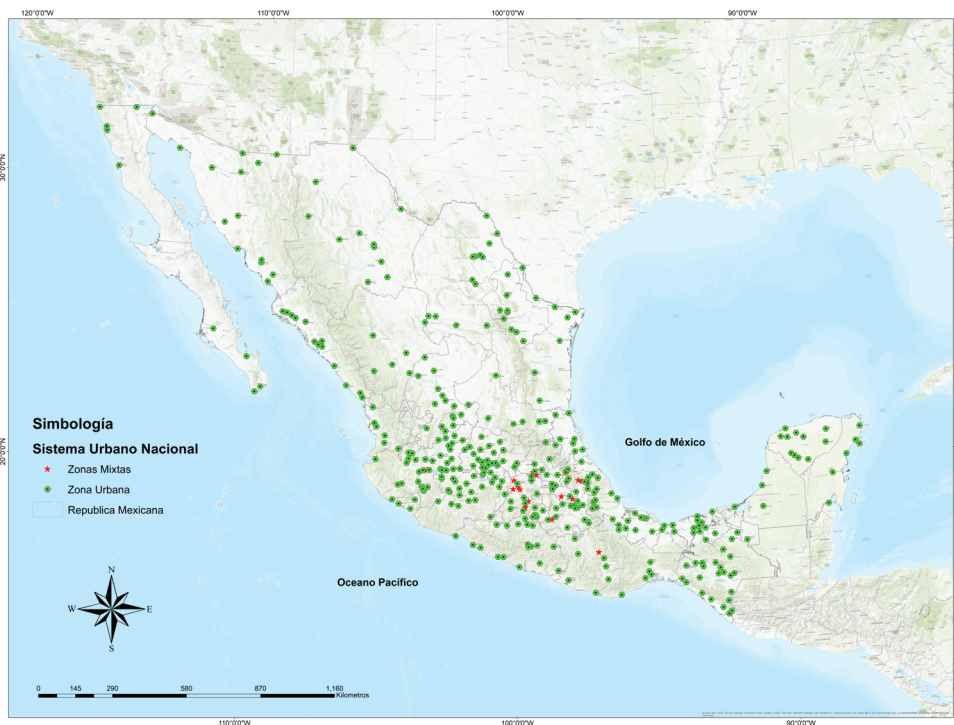 120°0'0"W 110°0'0"W 100°0'0"W 90°0'0"W
30°0'0"N
20°0'0"N
Golfo de México
Simbología
Sistema Urbano Nacional
Zonas Mixtas
Zona Urbana
Republica Mexicana
Oceano Pacífico
N
W E
S
0 145 290 580 870 1,160
Kilometros
110°0'0"W 100°0'0"W 90°0'0"W